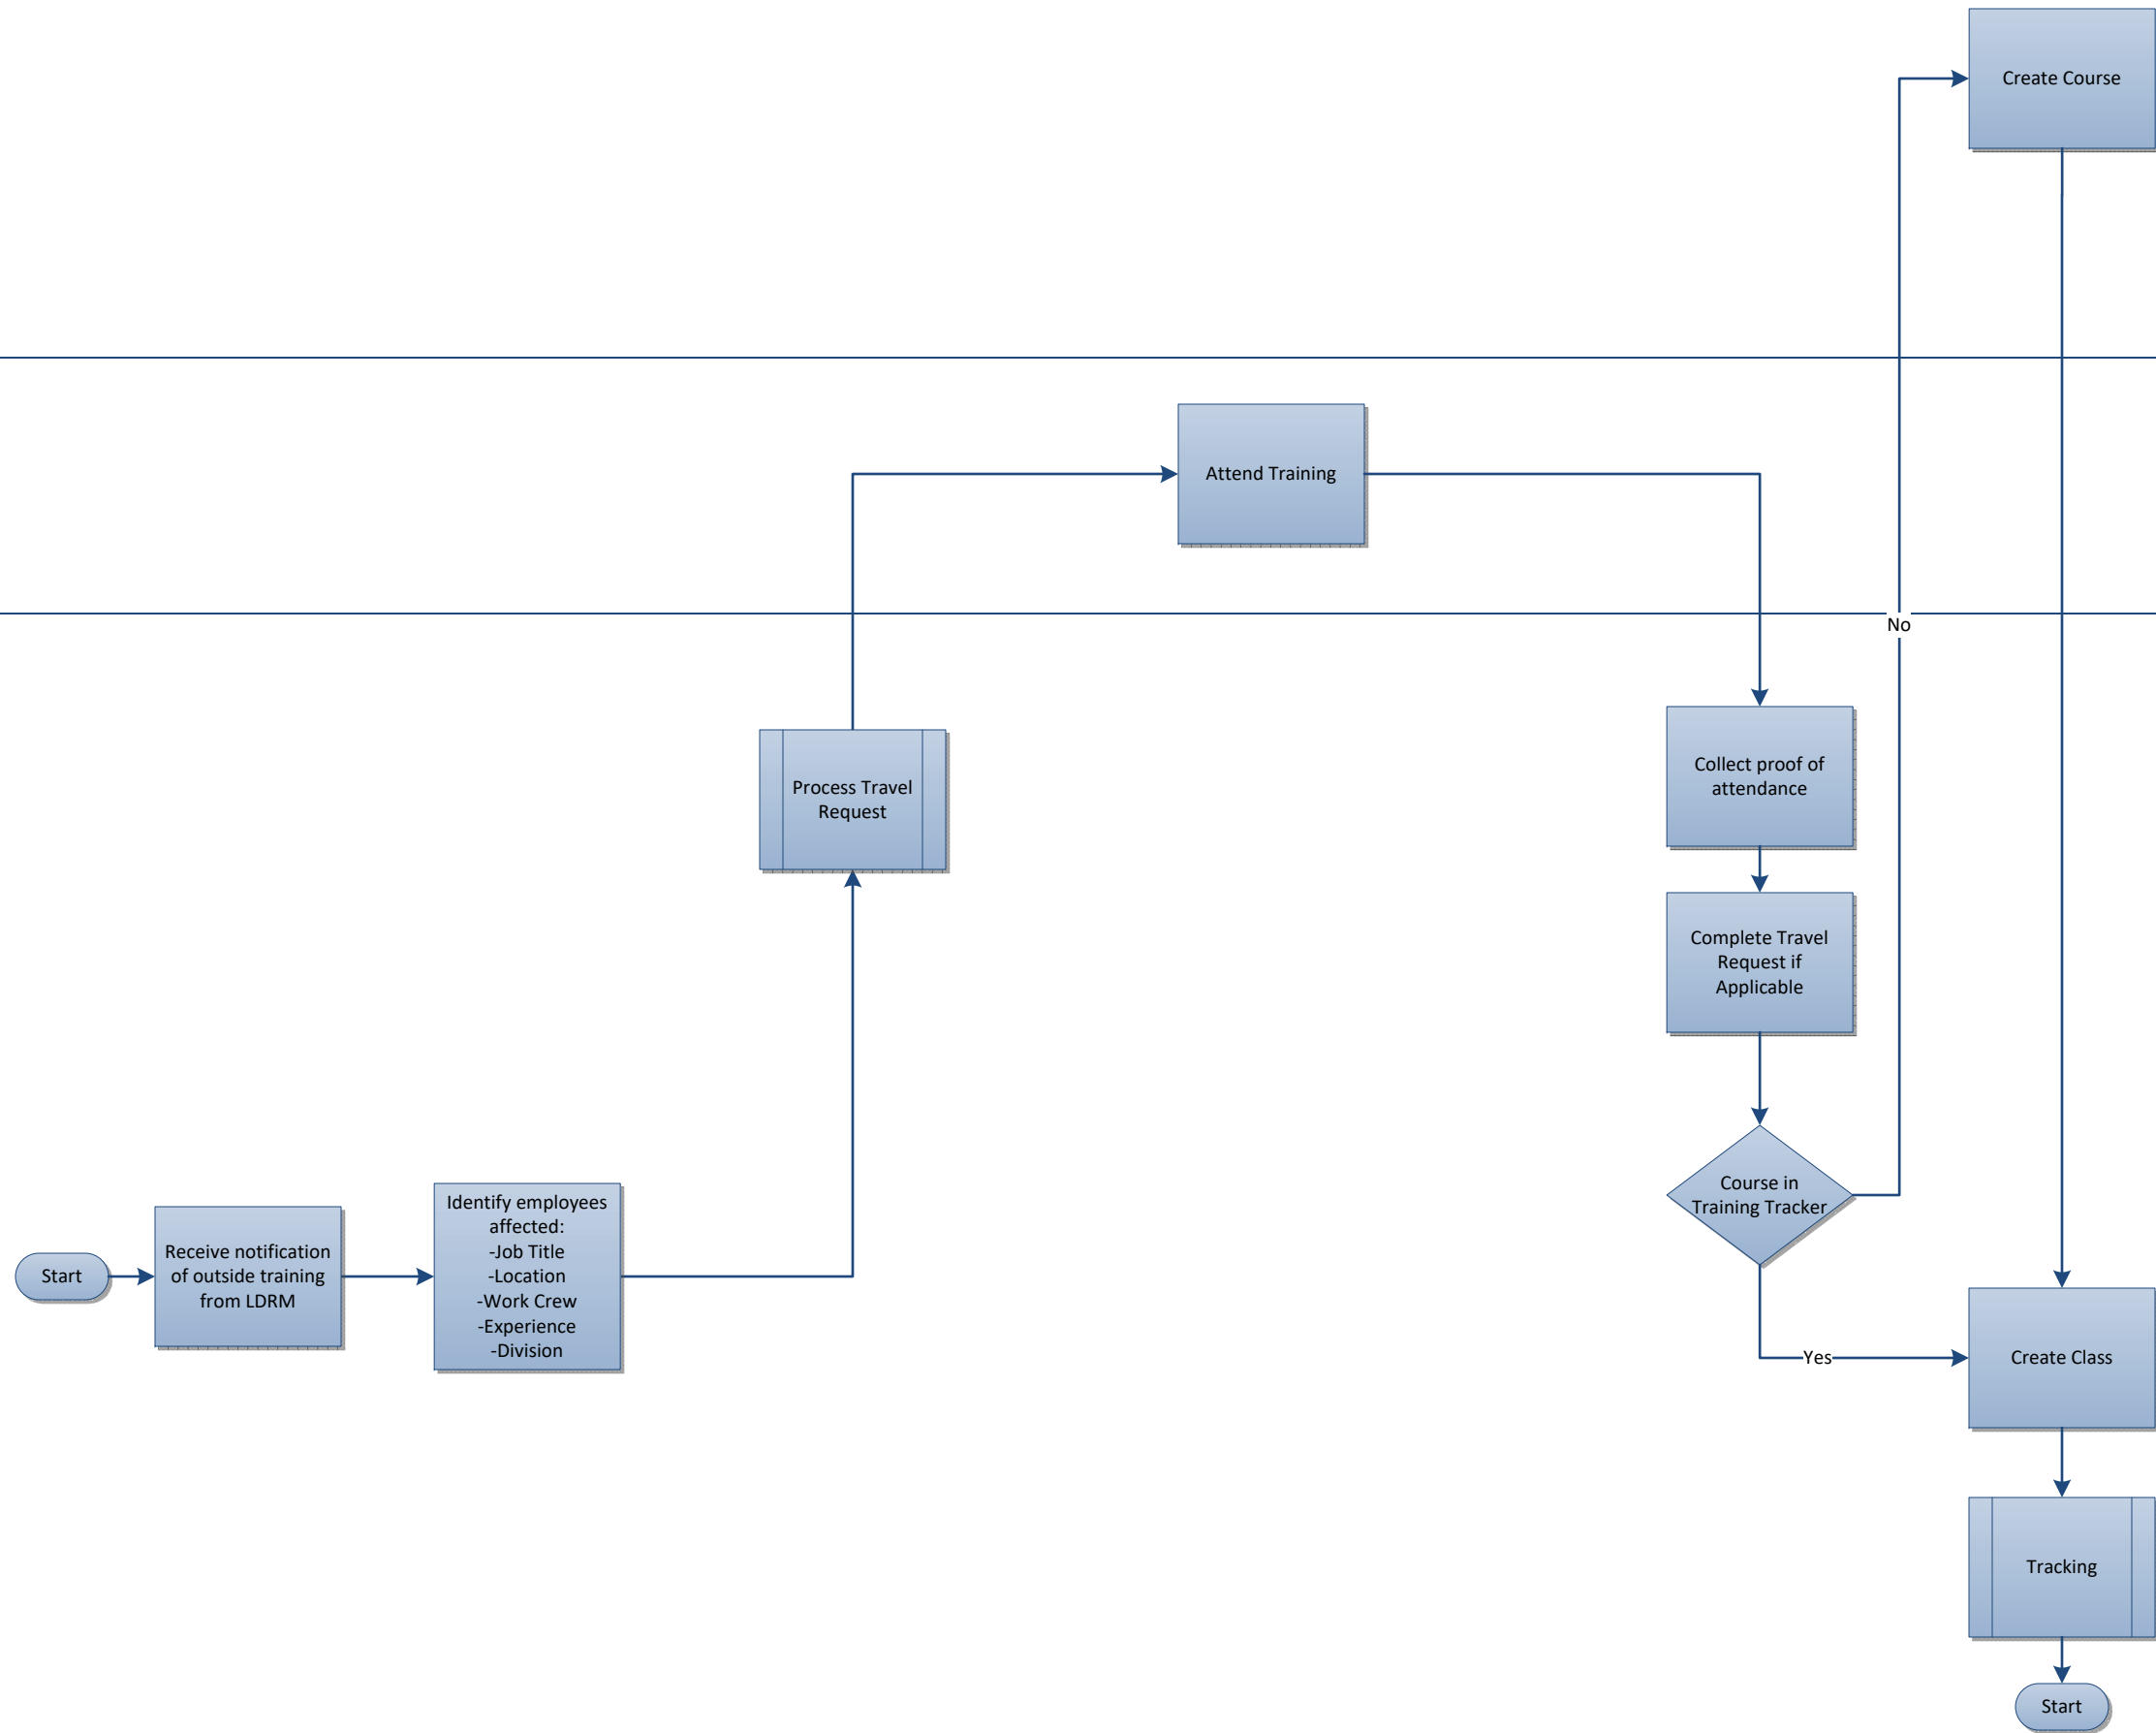 Create Course
Attend Training
No
Process Travel
Request
Collect proof of
attendance
Complete Travel
Request if
Applicable
Course in
Training Tracker
Start
Receive notification
of outside training
from LDRM
Identify employees
affected:
-Job Title
-Location
-Work Crew
-Experience
-Division
Yes
Create Class
Tracking
Start